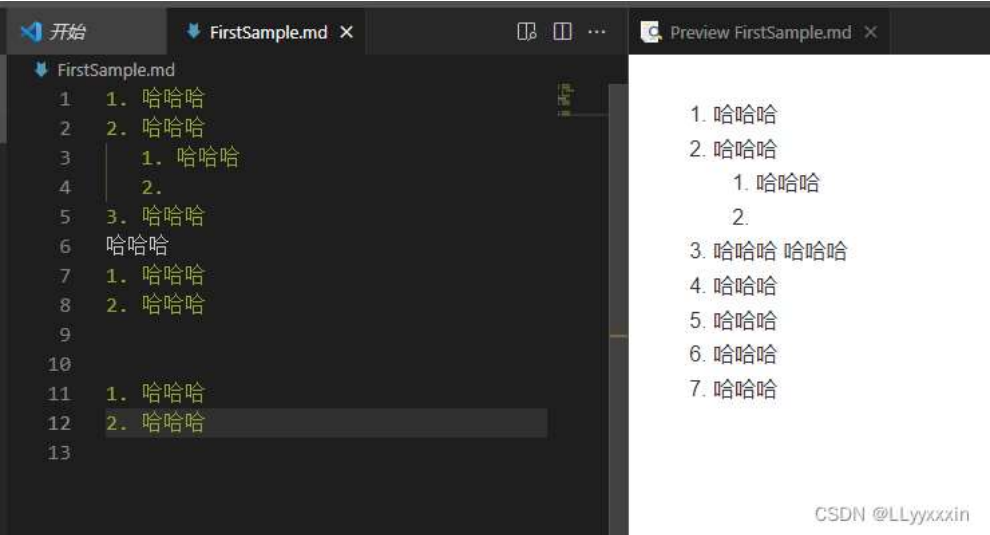 开始
FirstSample.md
Preview FirstSample.md
FirstSample.md
1 1. 哈哈哈
2 2. 哈哈哈
3 1. 哈哈哈
4 2.
5 3. 哈哈哈
6 哈哈哈
7 1. 哈哈哈
8 2. 哈哈哈
9
10
11 1. 哈哈哈
12 2. 哈哈哈
13
1. 哈哈哈
2. 哈哈哈
1. 哈哈哈
2.
3. 哈哈哈 哈哈哈
4. 哈哈哈
5. 哈哈哈
6. 哈哈哈
7. 哈哈哈
CSDN @LLyyxxxin